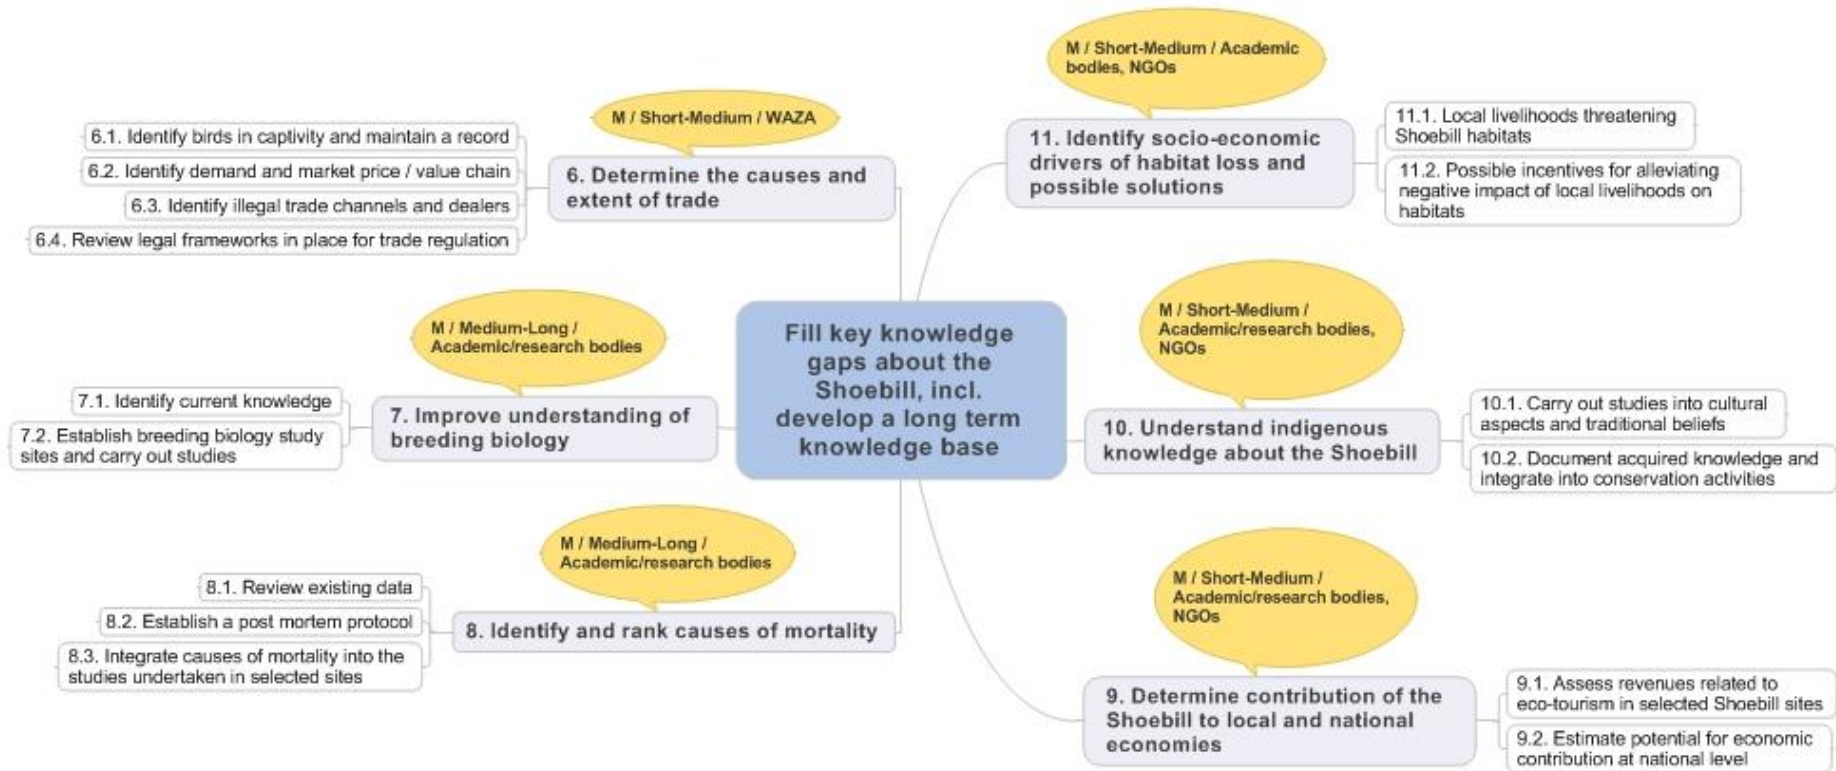 Fill key knowledge
gaps about the
Shoebill, incl.
develop a long term
knowledge base
M / Short-Medium / WAZA
6. Determine the causes and
extent of trade
6.1. Identify birds in captivity and maintain a record
6.2. Identify demand and market price / value chain
6.3. Identify illegal trade channels and dealers
6.4. Review legal frameworks in place for trade regulation
M / Medium-Long /
Academic/research bodies
7. Improve understanding of
breeding biology
7.1. Identify current knowledge
7.2. Establish breeding biology study
sites and carry out studies
M / Medium-Long /
Academic/research bodies
8. Identify and rank causes of mortality
8.1. Review existing data
8.2. Establish a post mortem protocol
8.3. Integrate causes of mortality into the
studies undertaken in selected sites
M / Short-Medium / Academic
bodies, NGOs
11. Identify socio-economic
drivers of habitat loss and
possible solutions
11.1. Local livelihoods threatening
Shoebill habitats
11.2. Possible incentives for alleviating
negative impact of local livelihoods on
habitats
M / Short-Medium /
Academic/research bodies,
NGOs
10. Understand indigenous
knowledge about the Shoebill
10.1. Carry out studies into cultural
aspects and traditional beliefs
10.2. Document acquired knowledge and
integrate into conservation activities
M / Short-Medium /
Academic/research bodies,
NGOs
9. Determine contribution of the
Shoebill to local and national
economies
9.1. Assess revenues related to
eco-tourism in selected Shoebill sites
9.2. Estimate potential for economic
contribution at national level